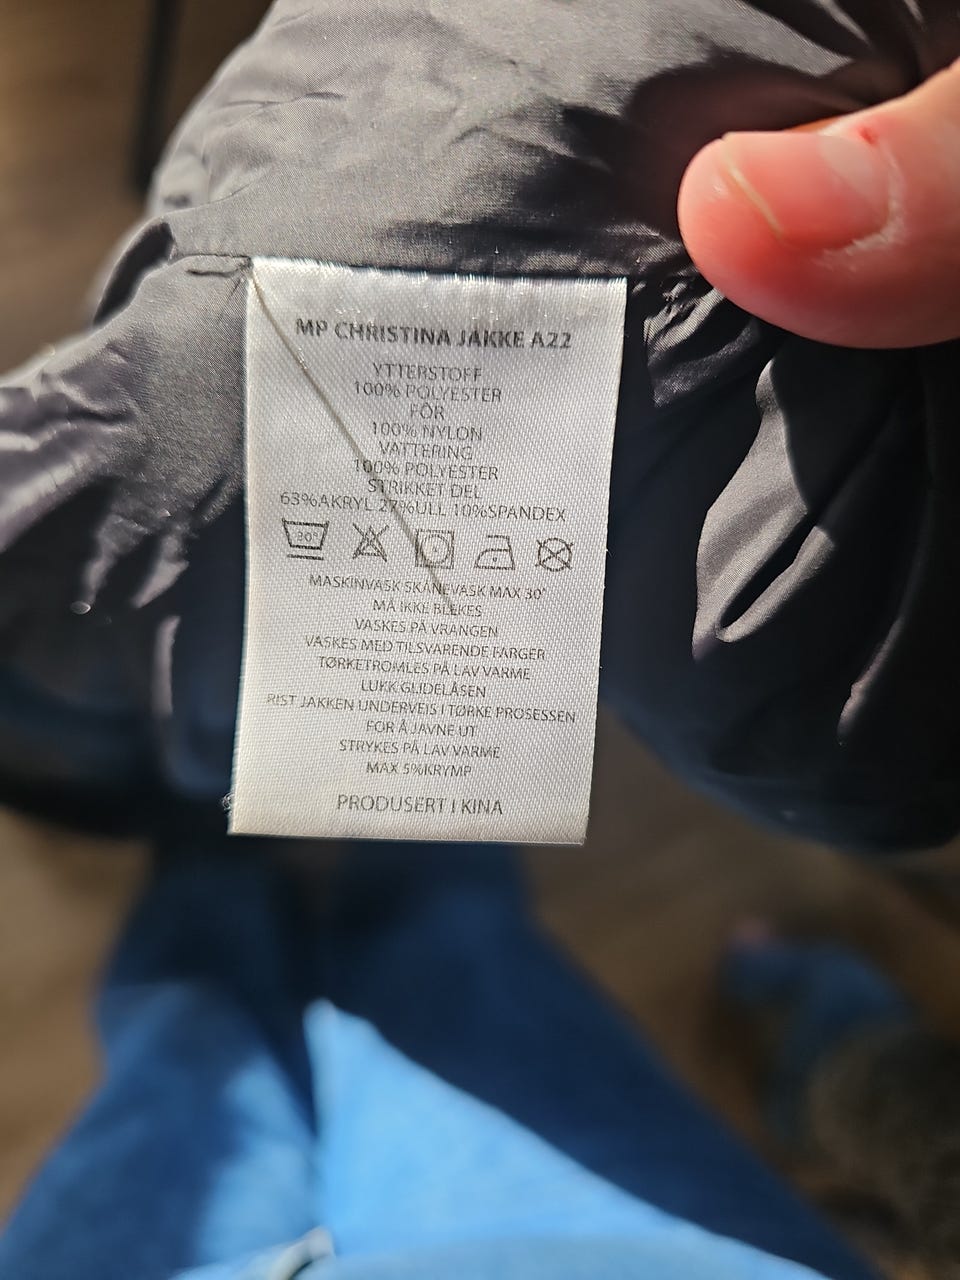 MP CHRISTINA JAKKE A22
YTTERSTOFF
100% POLYESTER
FÔR
100% NYLON
VATTERING
100% POLYESTER
STRIKKET DEL
63%AKRYL 27%ULL 10%SPANDEX
30°
MASKINVASK SKÅNEVASK MAX 30°
MÅ IKKE BLEKES
VASKES PÅ VRANGEN
VASKES MED TILSVARENDE FARGER
TØRKETROMLES PÅ LAV VARME
LUKK GLIDELÅSEN
RIST JAKKEN UNDERVEIS I TØRKE PROSESSEN
FOR Å JAVNE UT
STRYKES PÅ LAV VARME
MAX 5%KRYMP
PRODUSERT I KINA